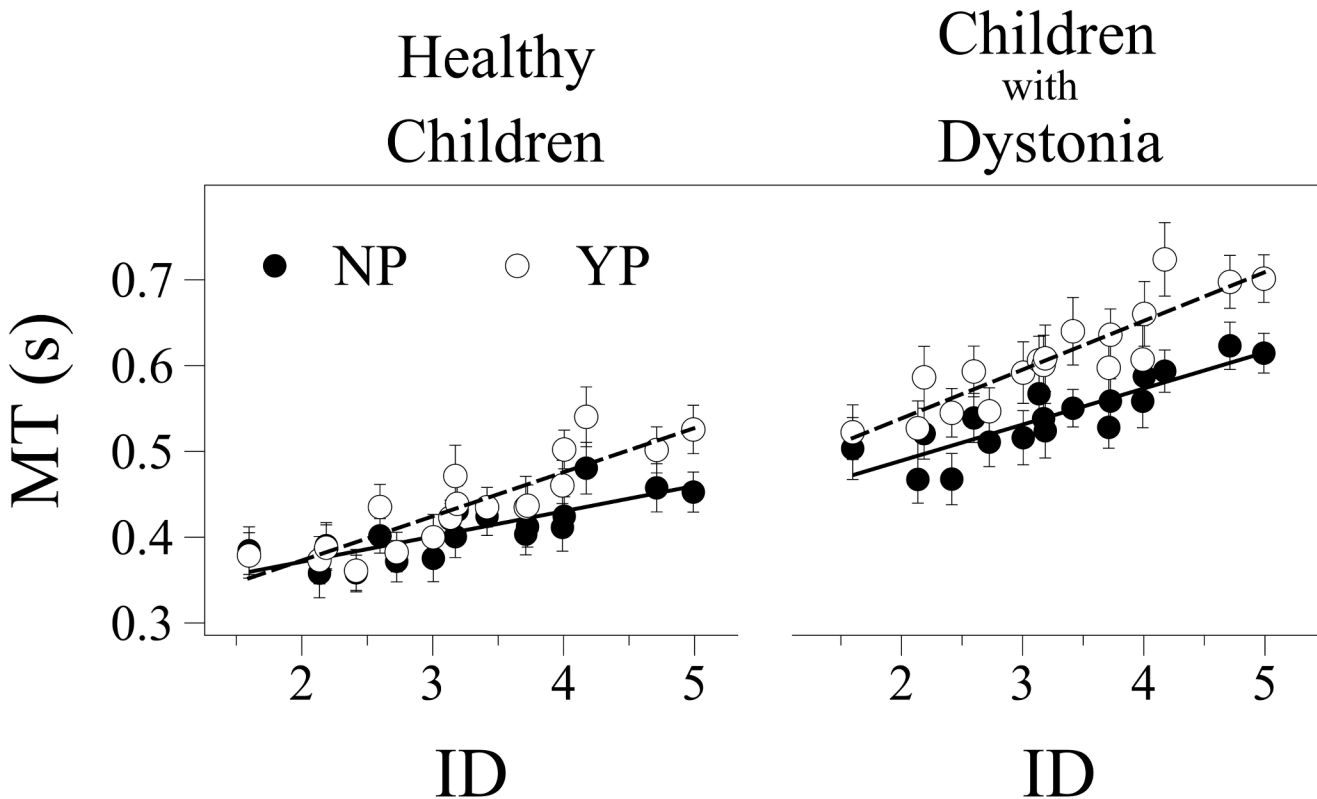 Healthy
Children
Children
with
Dystonia
NP YP
MT (s)
0.7
0.6
0.5
0.4
0.3
2 3 4 5
2 3 4 5
ID
ID